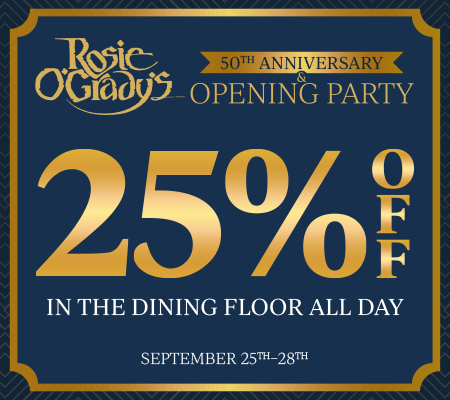 Rosie
O'Grady's
50TH ANNIVERSARY
&
OPENING PARTY
25% OFF
IN THE DINING FLOOR ALL DAY
SEPTEMBER 25TH–28TH